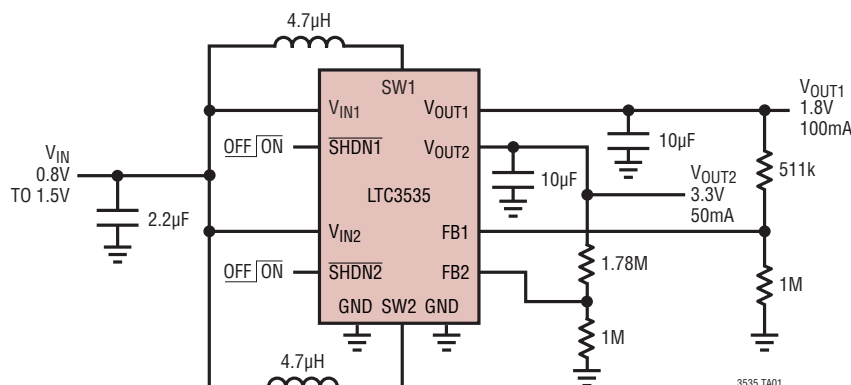 4.7µH
SW1
VIN1
VOUT1
VOUT1
1.8V
100mA
10µF
OFF ON
SHDN1
VOUT2
VIN
0.8V
TO 1.5V
LTC3535
10µF
VOUT2
3.3V
50mA
511k
2.2µF
VIN2
FB1
OFF ON
SHDN2
FB2
1.78M
1M
GND SW2 GND
1M
4.7µH
3535 TA01